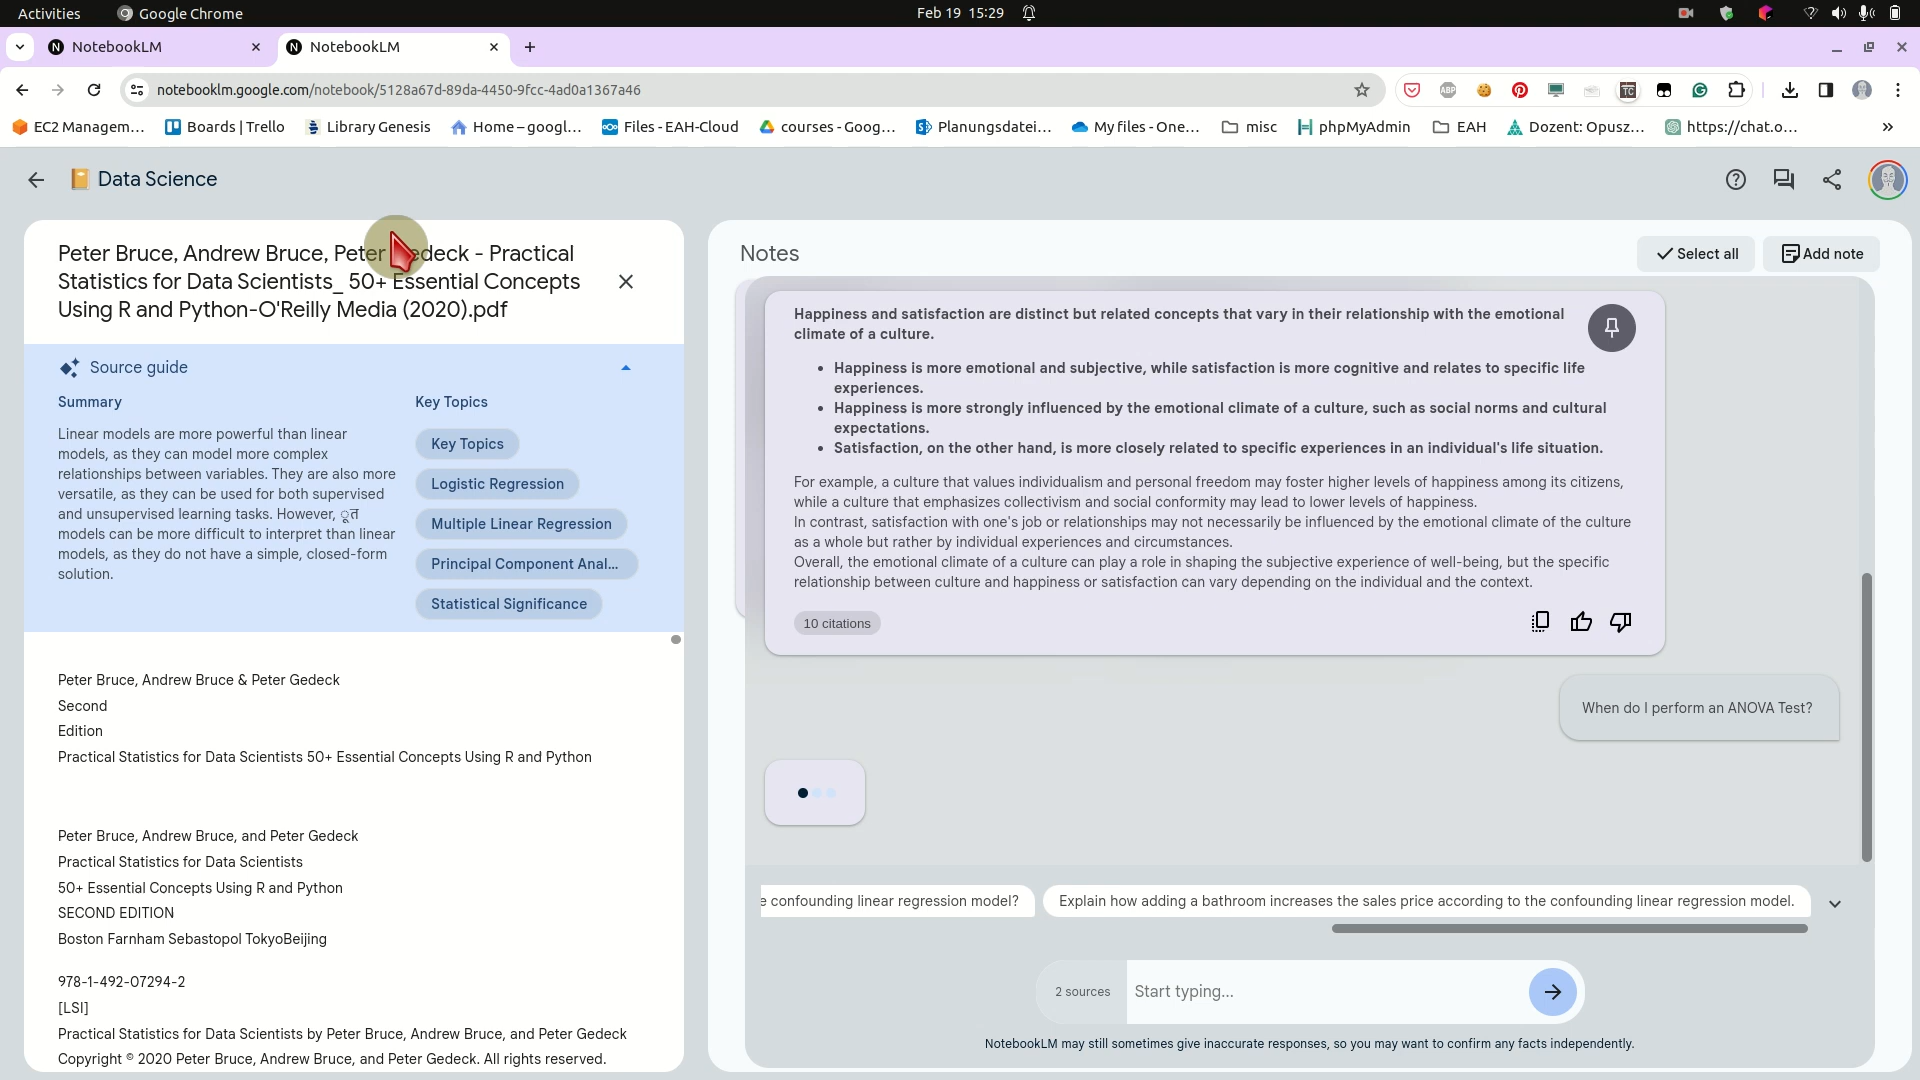 Activities
Google Chrome
Feb 19 15:29
NotebookLM
NotebookLM
notebooklm.google.com/notebook/5128a67d-89da-4450-9fcc-4ad0a1367a46
ABP
TC
EC2 Managem...
Boards | Trello
Library Genesis
Home – googl...
Files - EAH-Cloud
courses - Goog...
Planungsdatei...
My files - One...
misc
phpMyAdmin
EAH
Dozent: Opusz...
https://chat.o...
Data Science
Peter Bruce, Andrew Bruce, Peter edeck - Practical
Statistics for Data Scientists_ 50+ Essential Concepts
Using R and Python-O'Reilly Media (2020).pdf
Source guide
Summary
Linear models are more powerful than linear
models, as they can model more complex
relationships between variables. They are also more
versatile, as they can be used for both supervised
and unsupervised learning tasks. However, ूत
models can be more difficult to interpret than linear
models, as they do not have a simple, closed-form
solution.
Key Topics
Key Topics
Logistic Regression
Multiple Linear Regression
Principal Component Anal...
Statistical Significance
Peter Bruce, Andrew Bruce & Peter Gedeck
Second
Edition
Practical Statistics for Data Scientists 50+ Essential Concepts Using R and Python
Peter Bruce, Andrew Bruce, and Peter Gedeck
Practical Statistics for Data Scientists
50+ Essential Concepts Using R and Python
SECOND EDITION
Boston Farnham Sebastopol TokyoBeijing
978-1-492-07294-2
[LSI]
Practical Statistics for Data Scientists by Peter Bruce, Andrew Bruce, and Peter Gedeck
Copyright © 2020 Peter Bruce, Andrew Bruce, and Peter Gedeck. All rights reserved.
Notes
Select all
Add note
Happiness and satisfaction are distinct but related concepts that vary in their relationship with the emotional
climate of a culture.
• Happiness is more emotional and subjective, while satisfaction is more cognitive and relates to specific life
experiences.
• Happiness is more strongly influenced by the emotional climate of a culture, such as social norms and cultural
expectations.
• Satisfaction, on the other hand, is more closely related to specific experiences in an individual's life situation.
For example, a culture that values individualism and personal freedom may foster higher levels of happiness among its citizens,
while a culture that emphasizes collectivism and social conformity may lead to lower levels of happiness.
In contrast, satisfaction with one's job or relationships may not necessarily be influenced by the emotional climate of the culture
as a whole but rather by individual experiences and circumstances.
Overall, the emotional climate of a culture can play a role in shaping the subjective experience of well-being, but the specific
relationship between culture and happiness or satisfaction can vary depending on the individual and the context.
10 citations
When do I perform an ANOVA Test?
e confounding linear regression model?
Explain how adding a bathroom increases the sales price according to the confounding linear regression model.
2 sources
Start typing...
NotebookLM may still sometimes give inaccurate responses, so you may want to confirm any facts independently.